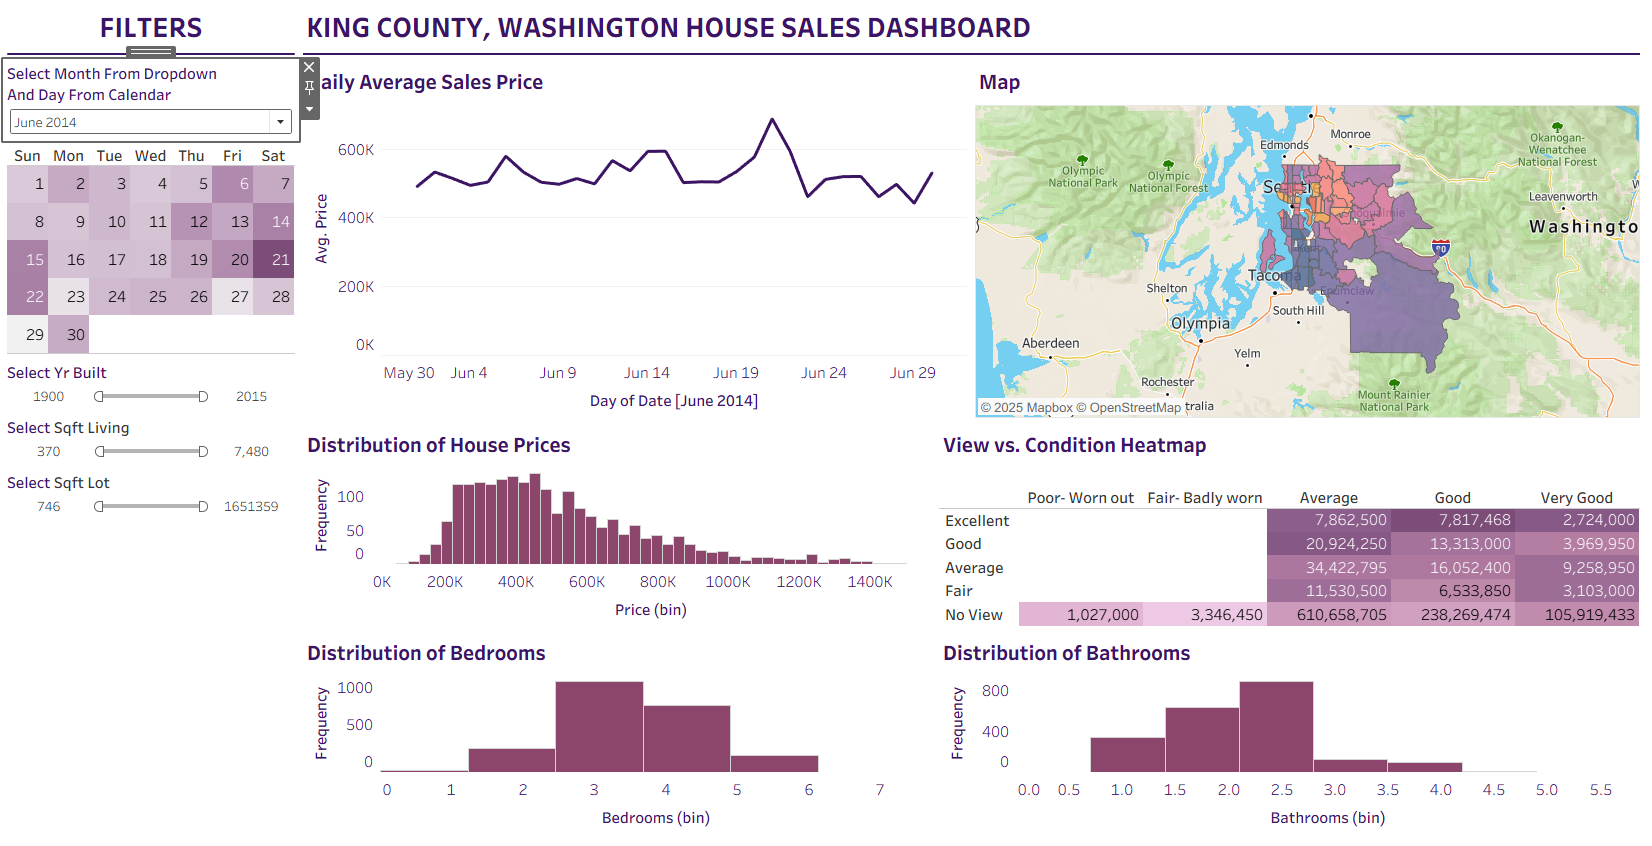 FILTERS
KING COUNTY, WASHINGTON HOUSE SALES DASHBOARD
Select Month From Dropdown
And Day From Calendar
June 2014
Sun Mon Tue Wed Thu Fri Sat
1 2 3 4 5 6 7
8 9 10 11 12 13 14
15 16 17 18 19 20 21
22 23 24 25 26 27 28
29 30
Select Yr Built
1900 2015
Select Sqft Living
370 7,480
Select Sqft Lot
746 1651359
aily Average Sales Price
Avg. Price
600K
400K
200K
0K
May 30 Jun 4 Jun 9 Jun 14 Jun 19 Jun 24 Jun 29
Day of Date [June 2014]
Map
Monroe
Edmonds
Okanogan-
Wenatchee
National Forest
Olympic
National Park
Olympic
National Forest
Leavenworth
Washingto
90
Tacoma
Enumclaw
Shelton
South Hill
Olympia
Aberdeen
Yelm
Rochester
Mount Rainier
National Park
© 2025 Mapbox © OpenStreetMap
tralia
Distribution of House Prices
Frequency
100
50
0
0K 200K 400K 600K 800K 1000K 1200K 1400K
Price (bin)
View vs. Condition Heatmap
Poor- Worn out Fair- Badly worn Average Good Very Good
Excellent 7,862,500 7,817,468 2,724,000
Good 20,924,250 13,313,000 3,969,950
Average 34,422,795 16,052,400 9,258,950
Fair 11,530,500 6,533,850 3,103,000
No View 1,027,000 3,346,450 610,658,705 238,269,474 105,919,433
Distribution of Bedrooms
Frequency
1000
500
0
0 1 2 3 4 5 6 7
Bedrooms (bin)
Distribution of Bathrooms
Frequency
800
400
0
0.0 0.5 1.0 1.5 2.0 2.5 3.0 3.5 4.0 4.5 5.0 5.5
Bathrooms (bin)